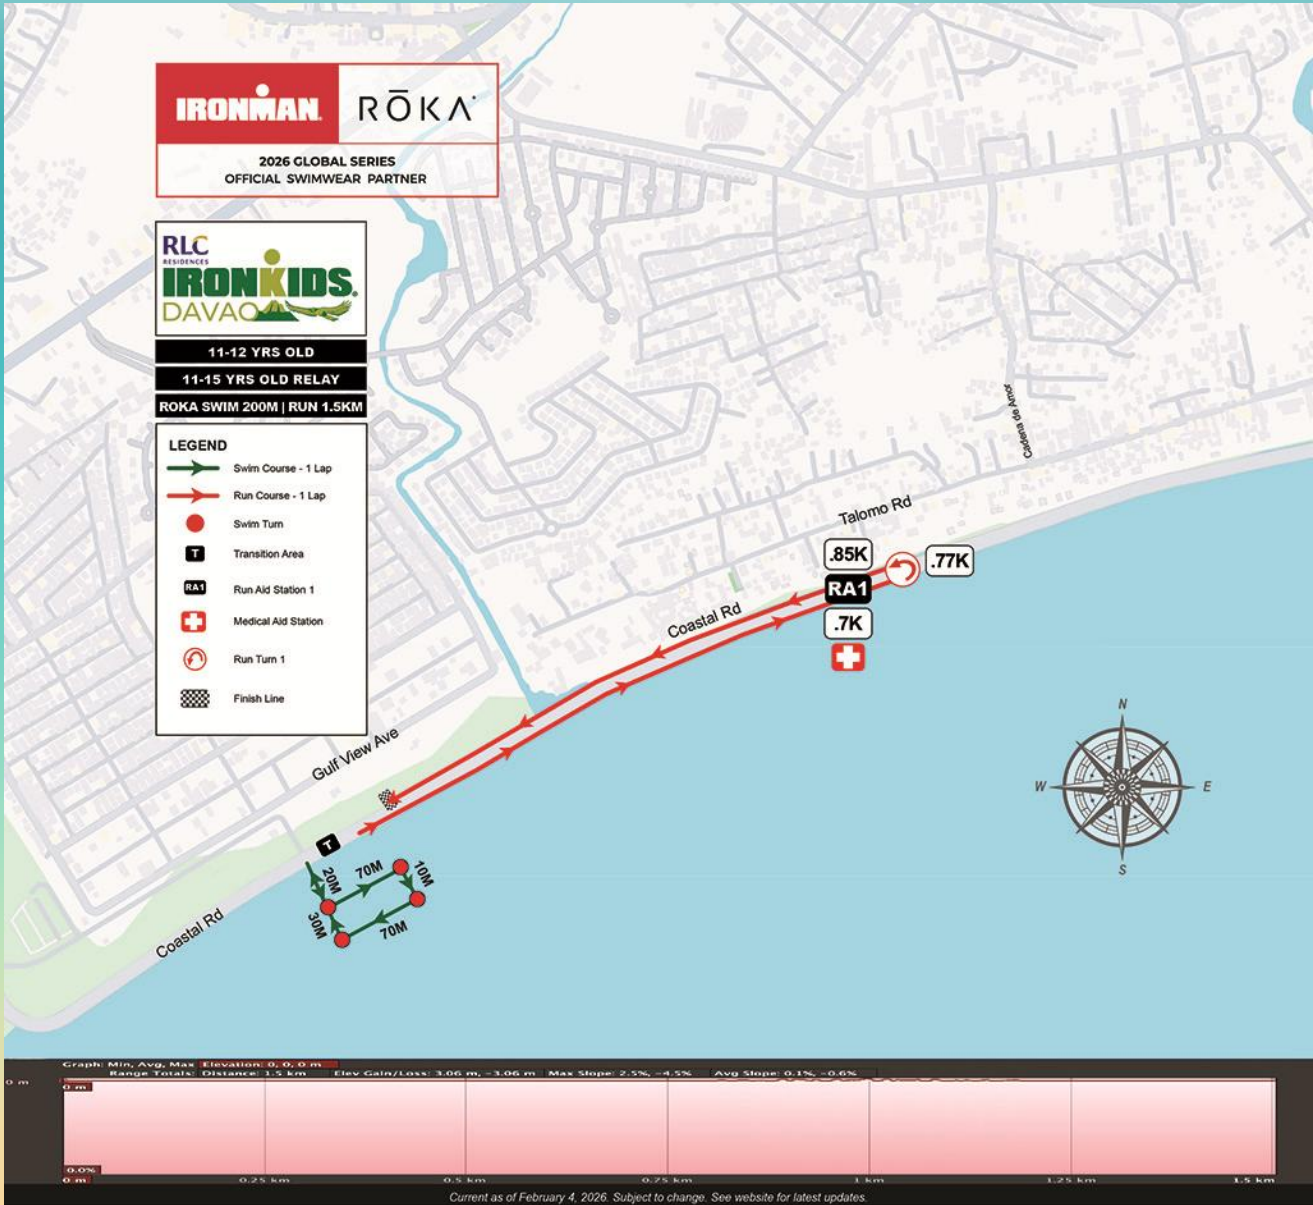 IRONMAN
RŌKA
2026 GLOBAL SERIES
OFFICIAL SWIMWEAR PARTNER
RLC
RESIDENCES
IRONKIDS
DAVAO
11-12 YRS OLD
11-15 YRS OLD RELAY
ROKA SWIM 200M | RUN 1.5KM
LEGEND
Swim Course - 1 Lap
Run Course - 1 Lap
Swim Turn
T
Transition Area
RA1
Run Aid Station 1
Medical Aid Station
Run Turn 1
Finish Line
Cadena de Amor
Talomo Rd
.85K
.77K
RA1
.7K
Coastal Rd
Gulf View Ave
T
20M
70M
10M
30M
70M
Coastal Rd
N
W
E
S
Graph: Min, Avg, Max Elevation: 0, 0, 0 m
Range Totals: Distance: 1.5 km Elev Gain/Loss: 3.06 m, -3.06 m Max Slope: 2.5%, -4.5% Avg Slope: 0.1%, -0.6%
0 m
0 m
0.0%
0 m
0.25 km
0.5 km
0.75 km
1 km
1.25 km
1.5 km
Current as of February 4, 2026. Subject to change. See website for latest updates.